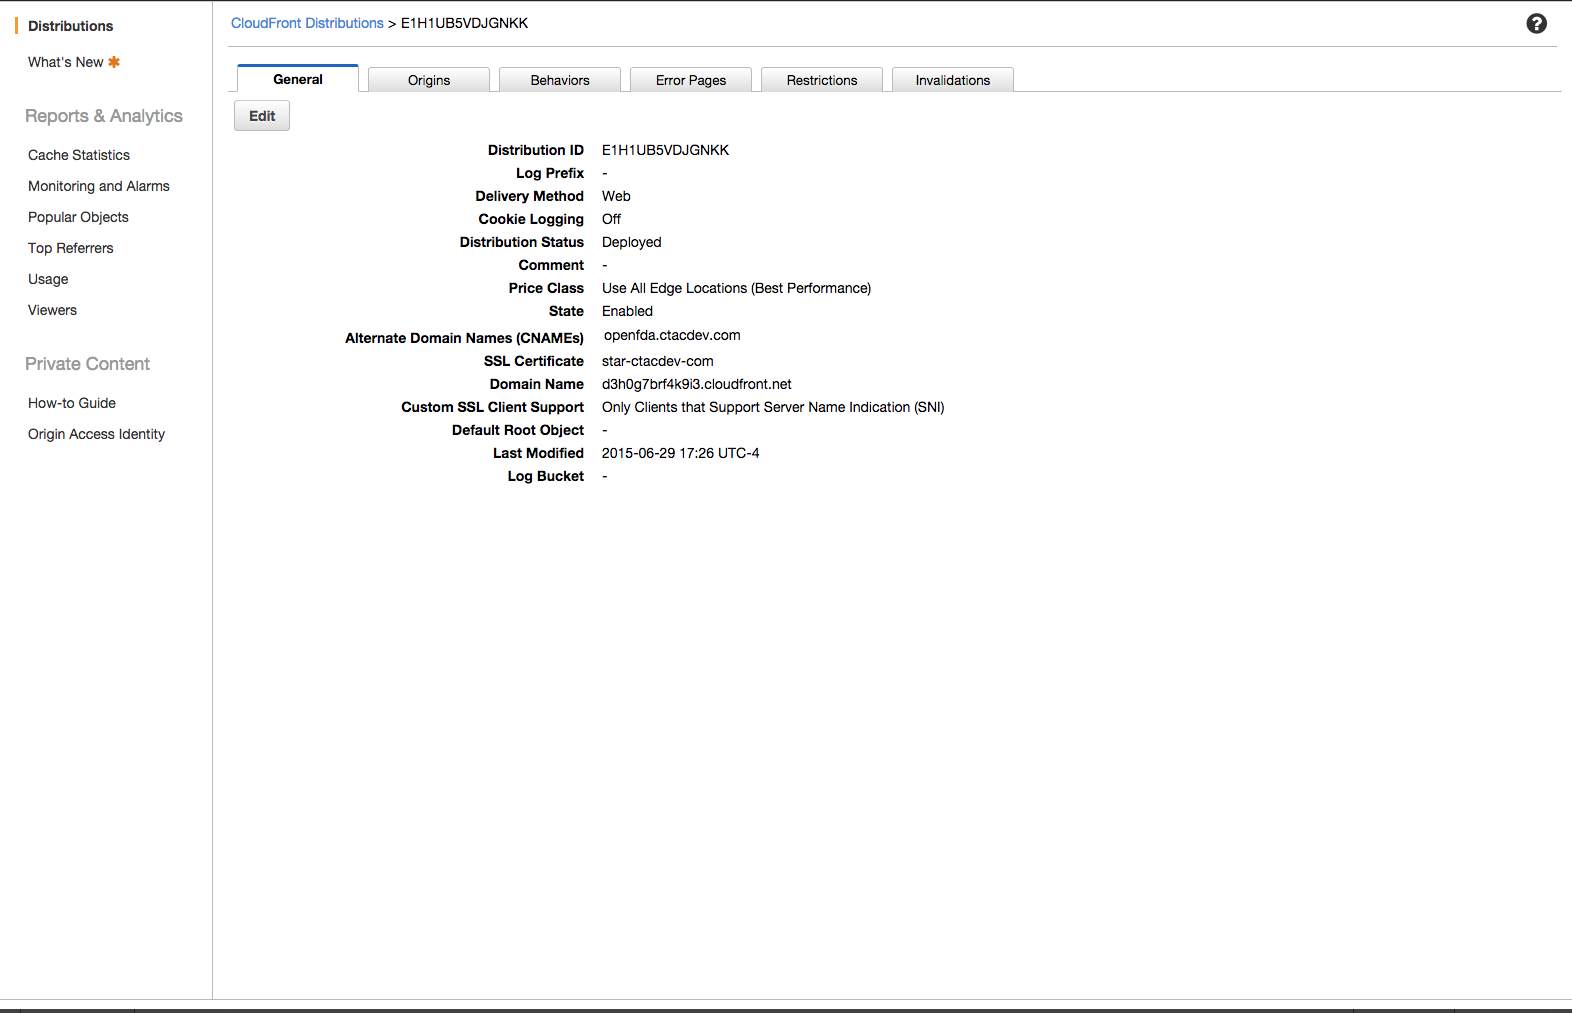 Distributions
What's New
Reports & Analytics
Cache Statistics
Monitoring and Alarms
Popular Objects
Top Referrers
Usage
Viewers
Private Content
How-to Guide
Origin Access Identity
CloudFront Distributions > E1H1UB5VDJGNKK
?
General Origins Behaviors Error Pages Restrictions Invalidations
Edit
Distribution ID E1H1UB5VDJGNKK
Log Prefix -
Delivery Method Web
Cookie Logging Off
Distribution Status Deployed
Comment -
Price Class Use All Edge Locations (Best Performance)
State Enabled
Alternate Domain Names (CNAMEs) openfda.ctacdev.com
SSL Certificate star-ctacdev-com
Domain Name d3h0g7brf4k9i3.cloudfront.net
Custom SSL Client Support Only Clients that Support Server Name Indication (SNI)
Default Root Object -
Last Modified 2015-06-29 17:26 UTC-4
Log Bucket -